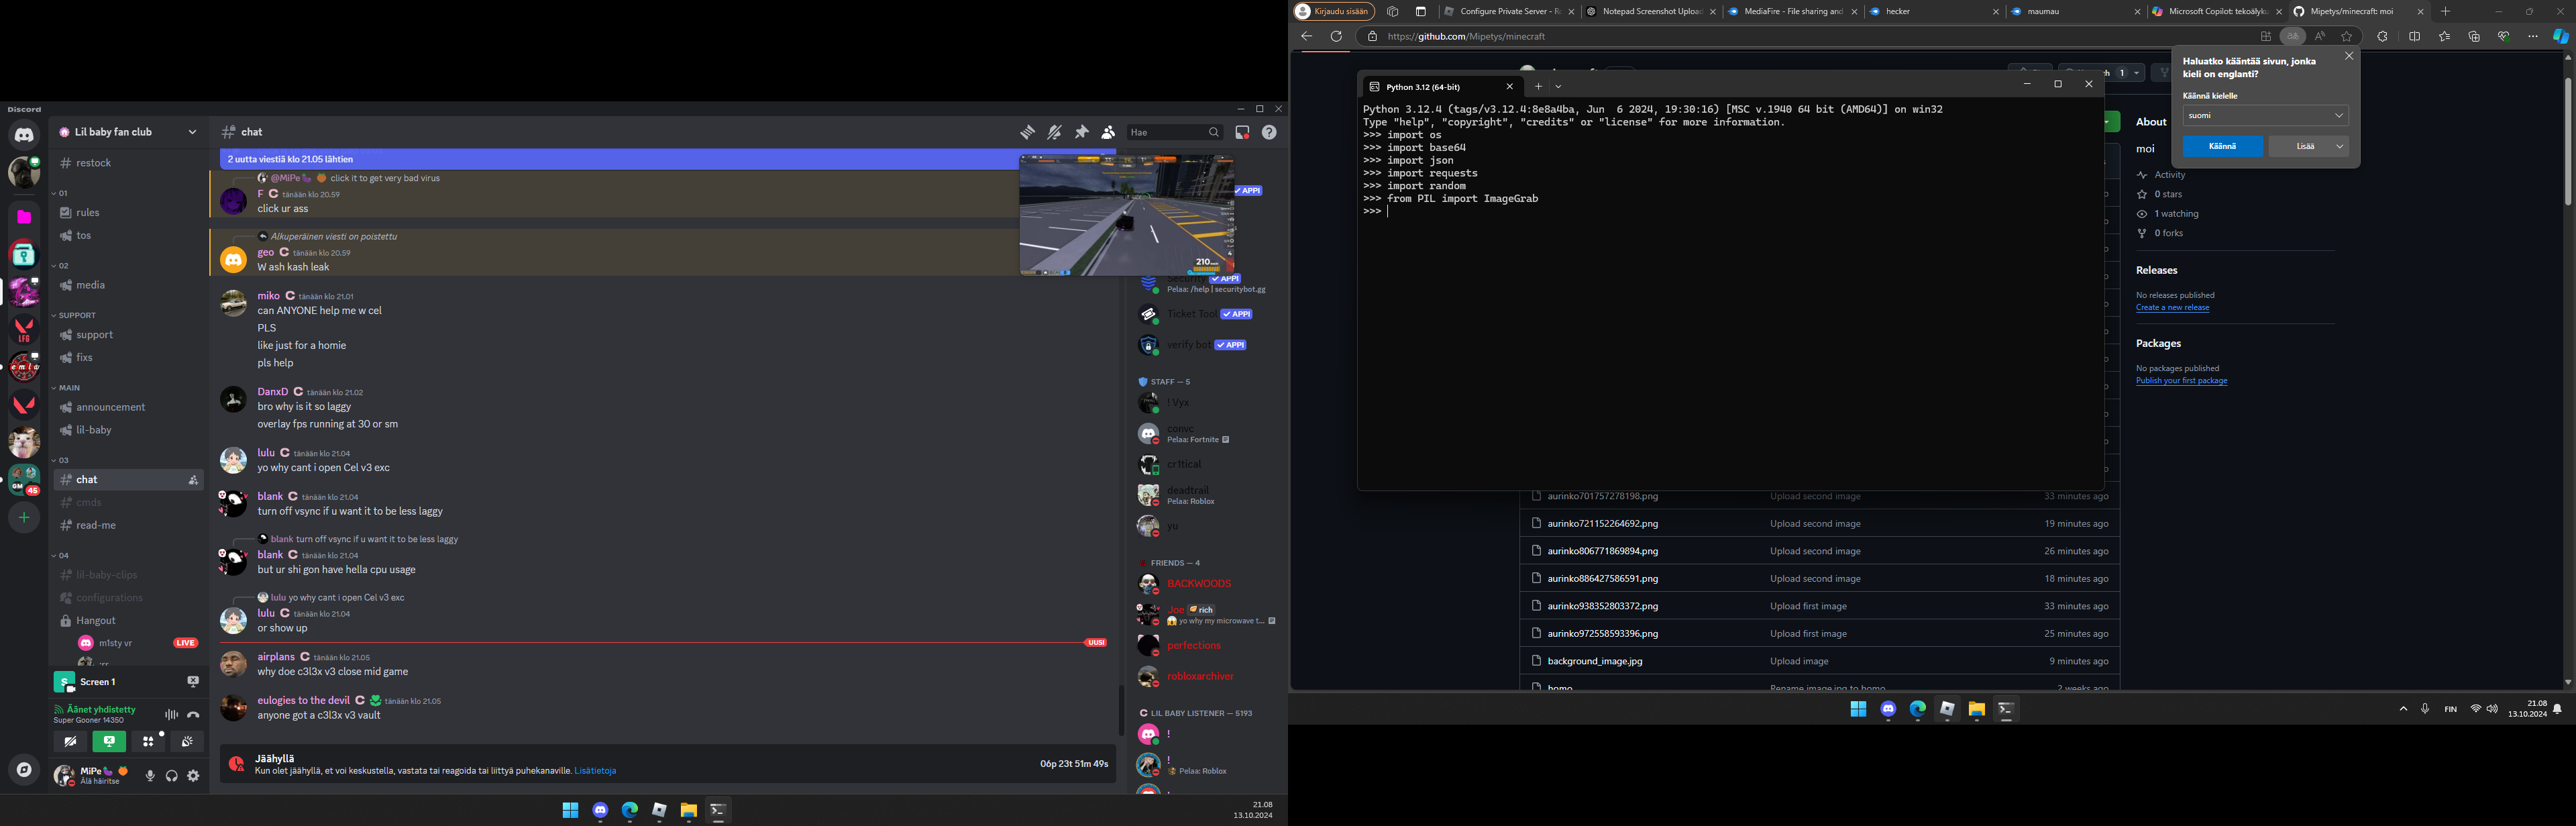 Discord
Lil baby fan club
restock
01
rules
tos
02
media
SUPPORT
support
fixs
MAIN
announcement
lil-baby
03
chat
cmds
read-me
04
lil-baby-clips
configurations
Hangout
m1sty vr
LIVE
Screen 1
Äänet yhdistetty
Super Gooner 14350
MiPe
Älä häiritse
LFG
GM
45
chat
Hae
2 uutta viestiä klo 21.05 lähtien
@MiPe click it to get very bad virus
F tänään klo 20.59
click ur ass
Alkuperäinen viesti on poistettu
geo tänään klo 20.59
W ash kash leak
miko tänään klo 21.01
can ANYONE help me w cel
PLS
like just for a homie
pls help
DanxD tänään klo 21.02
bro why is it so laggy
overlay fps running at 30 or sm
lulu tänään klo 21.04
yo why cant i open Cel v3 exc
blank tänään klo 21.04
turn off vsync if u want it to be less laggy
blank turn off vsync if u want it to be less laggy
blank tänään klo 21.04
but ur shi gon have hella cpu usage
lulu yo why cant i open Cel v3 exc
lulu tänään klo 21.04
or show up
UUSI
airplans tänään klo 21.05
why doe c3l3x v3 close mid game
eulogies to the devil tänään klo 21.05
anyone got a c3l3x v3 vault
Jäähyllä
Kun olet jäähyllä, et voi keskustella, vastata tai reagoida tai liittyä puhekanaville. Lisätietoja
06p 23t 51m 49s
210
APPI
Security APPI
Pelaa: /help | securitybot.gg
Ticket Tool APPI
verify bot APPI
STAFF — 5
! Vyx
convc
Pelaa: Fortnite
cr1tical
deadtrail
Pelaa: Roblox
yu
FRIENDS — 4
BACKWOODS
Joe rich
yo why my microwave t...
perfections
robloxarchiver
LIL BABY LISTENER — 5193
!
!
Pelaa: Roblox
!
21.08
13.10.2024
Kirjaudu sisään
Configure Private Server - Ro
Notepad Screenshot Upload
MediaFire - File sharing and
hecker
maumau
Microsoft Copilot: tekoälyku
Mipetys/minecraft: moi
https://github.com/Mipetys/minecraft
Haluatko kääntää sivun, jonka
kieli on englanti?
Käännä kielelle
suomi
Käännä
Lisää
1
Python 3.12 (64-bit)
Python 3.12.4 (tags/v3.12.4:8e8a4ba, Jun  6 2024, 19:30:16) [MSC v.1940 64 bit (AMD64)] on win32
Type "help", "copyright", "credits" or "license" for more information.
>>> import os
>>> import base64
>>> import json
>>> import requests
>>> import random
>>> from PIL import ImageGrab
>>>
About
moi
Activity
0 stars
1 watching
0 forks
Releases
No releases published
Create a new release
Packages
No packages published
Publish your first package
aurinko701757278198.png Upload second image 33 minutes ago
aurinko721152264692.png Upload second image 19 minutes ago
aurinko806771869894.png Upload second image 26 minutes ago
aurinko886427586591.png Upload second image 18 minutes ago
aurinko938352803372.png Upload first image 33 minutes ago
aurinko972558593396.png Upload first image 25 minutes ago
background_image.jpg Upload image 9 minutes ago
homo Rename image.jpg to homo 2 weeks ago
FIN
21.08
13.10.2024